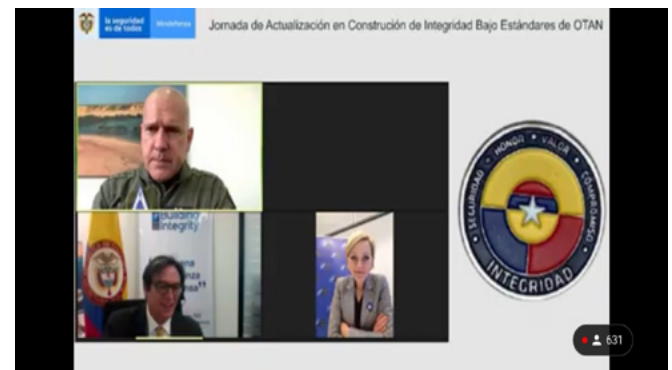 la seguridad
es de todos
Mindefensa
Jornada de Actualización en Construción de Integridad Bajo Estándares de OTAN
Building
Integrity
SEGURIDAD • HONOR • VALOR • COMPROMISO
INTEGRIDAD
631